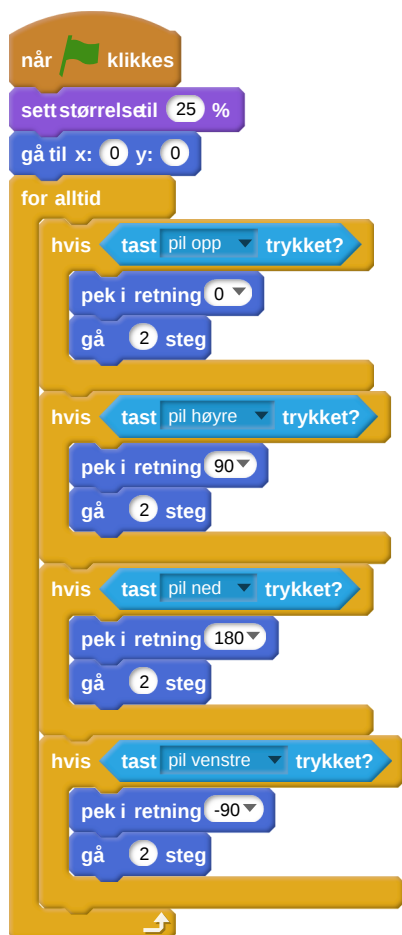 når klikkes
sett størrelse til 25 %
gå til x: 0 y: 0
for alltid
hvis tast pil opp trykket?
pek i retning 0
gå 2 steg
hvis tast pil høyre trykket?
pek i retning 90
gå 2 steg
hvis tast pil ned trykket?
pek i retning 180
gå 2 steg
hvis tast pil venstre trykket?
pek i retning -90
gå 2 steg